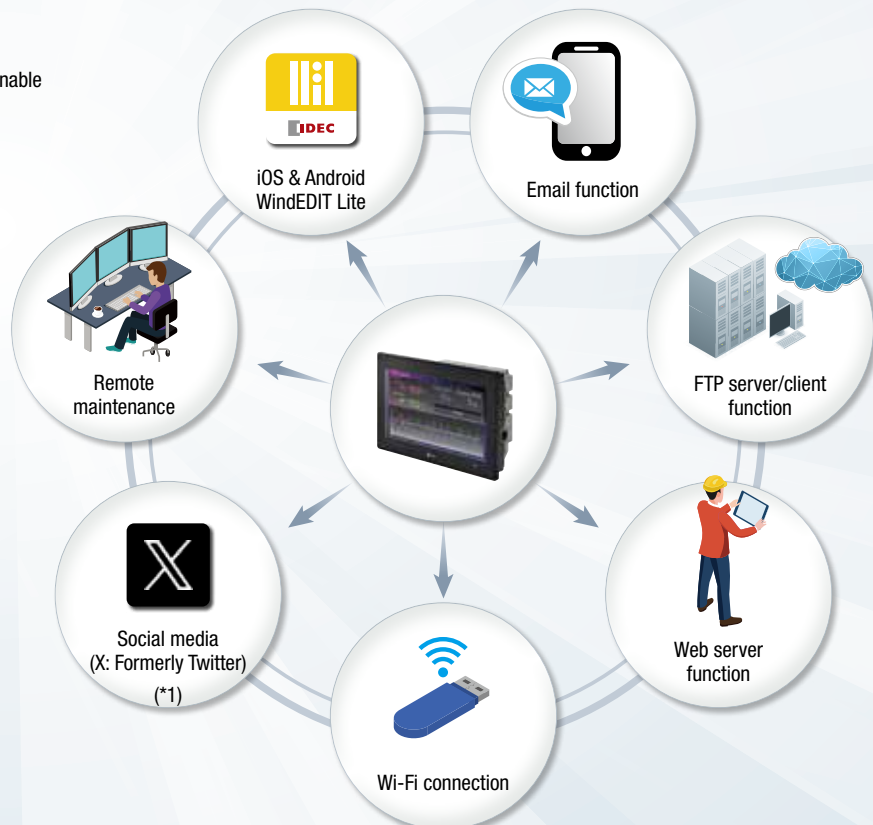 nable
IDEC
iOS & Android
WindEDIT Lite
Email function
Remote
maintenance
FTP server/client
function
Social media
(X: Formerly Twitter)
(*1)
Web server
function
Wi-Fi connection